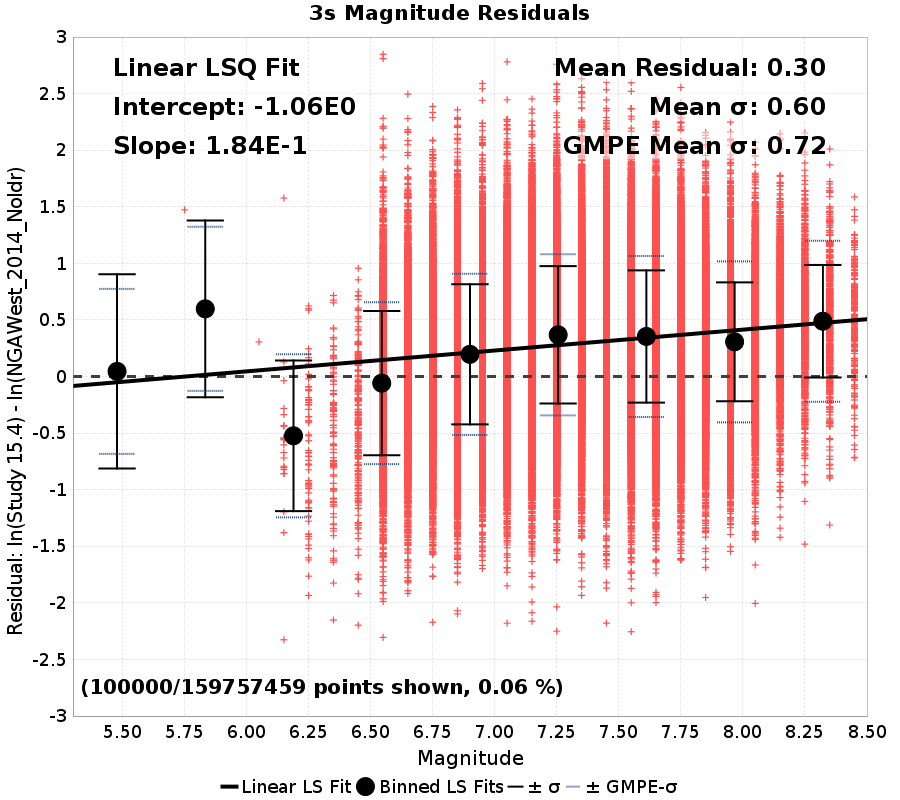 3s Magnitude Residuals
Linear LSQ Fit
Intercept: -1.06E0
Slope: 1.84E-1
Mean Residual: 0.30
Mean σ: 0.60
GMPE Mean σ: 0.72
Residual: ln(Study 15.4) - ln(NGAWest_2014_NoIdr)
3
2.5
2
1.5
1
0.5
0
-0.5
-1
-1.5
-2
-2.5
-3
(100000/159757459 points shown, 0.06 %)
5.50 5.75 6.00 6.25 6.50 6.75 7.00 7.25 7.50 7.75 8.00 8.25 8.50
Magnitude
Linear LS Fit Binned LS Fits ± σ ± GMPE-σ